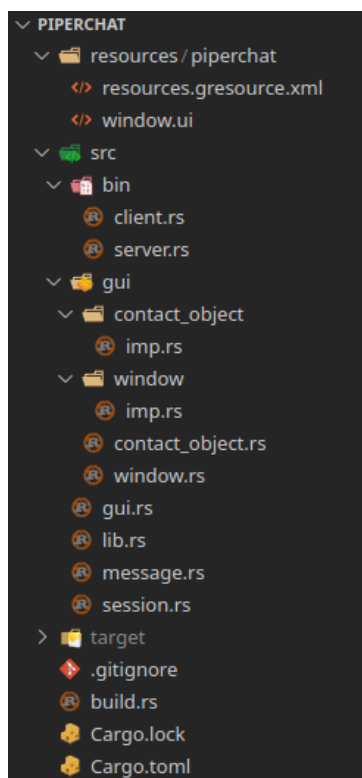 PIPERCHAT
resources / piperchat
resources.gresource.xml
window.ui
src
bin
client.rs
server.rs
gui
contact_object
imp.rs
window
imp.rs
contact_object.rs
window.rs
gui.rs
lib.rs
message.rs
session.rs
target
.gitignore
build.rs
Cargo.lock
Cargo.toml